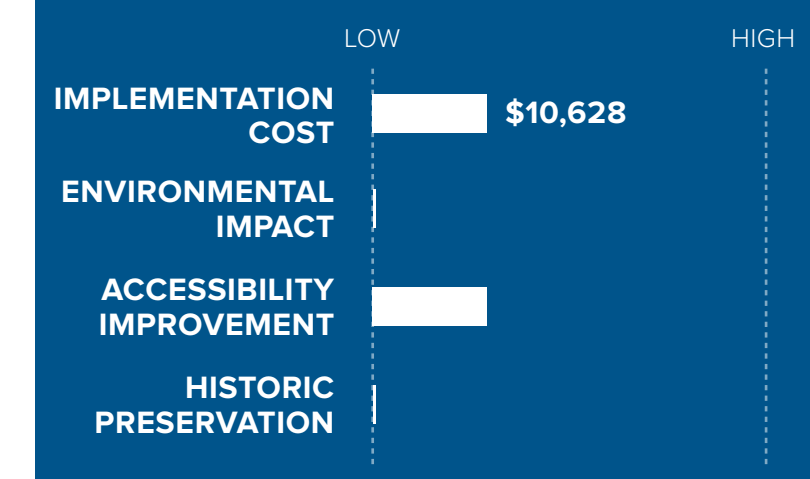 LOW HIGH
IMPLEMENTATION
COST
$10,628
ENVIRONMENTAL
IMPACT
ACCESSIBILITY
IMPROVEMENT
HISTORIC
PRESERVATION